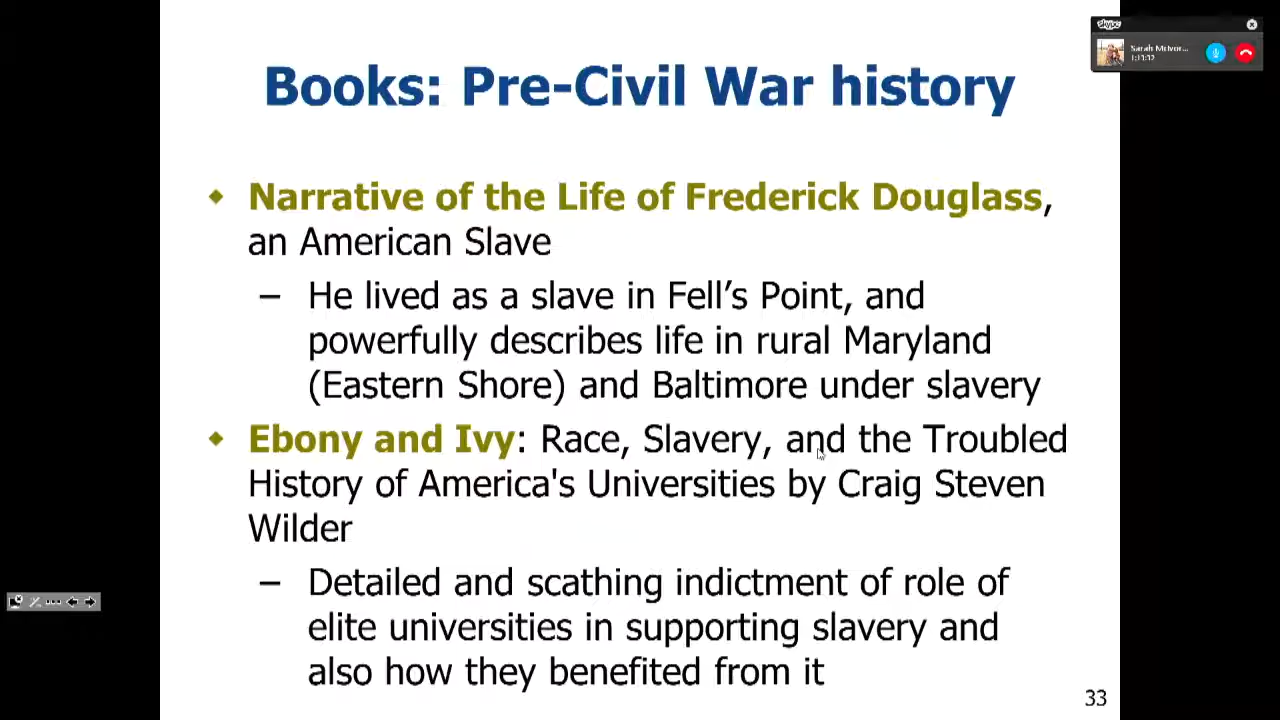 skype
Books: Pre-Civil War history
Sarah McIvor...
◆ Narrative of the Life of Frederick Douglass,
an American Slave
– He lived as a slave in Fell’s Point, and
powerfully describes life in rural Maryland
(Eastern Shore) and Baltimore under slavery
◆ Ebony and Ivy: Race, Slavery, and the Troubled
History of America's Universities by Craig Steven
Wilder
– Detailed and scathing indictment of role of
elite universities in supporting slavery and
also how they benefited from it
33